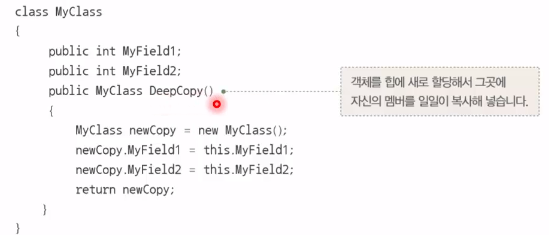 class MyClass
{
public int MyField1;
public int MyField2;
public MyClass DeepCopy()
{
MyClass newCopy = new MyClass();
newCopy.MyField1 = this.MyField1;
newCopy.MyField2 = this.MyField2;
return newCopy;
}
}
객체를 힙에 새로 할당해서 그곳에
자신의 멤버를 일일이 복사해 넣습니다.